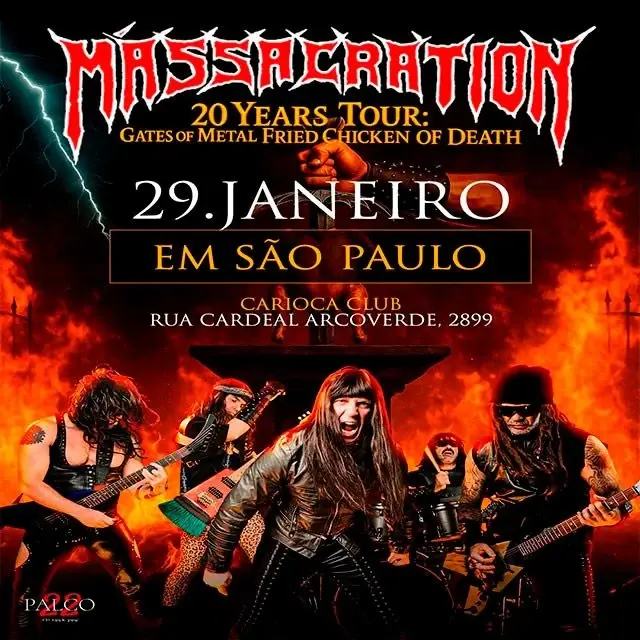 MASSACRATION
20 YEARS TOUR:
GATES OF METAL FRIED CHICKEN OF DEATH
29.JANEIRO
EM SÃO PAULO
CARIOCA CLUB
RUA CARDEAL ARCOVERDE, 2899
PALCO 22